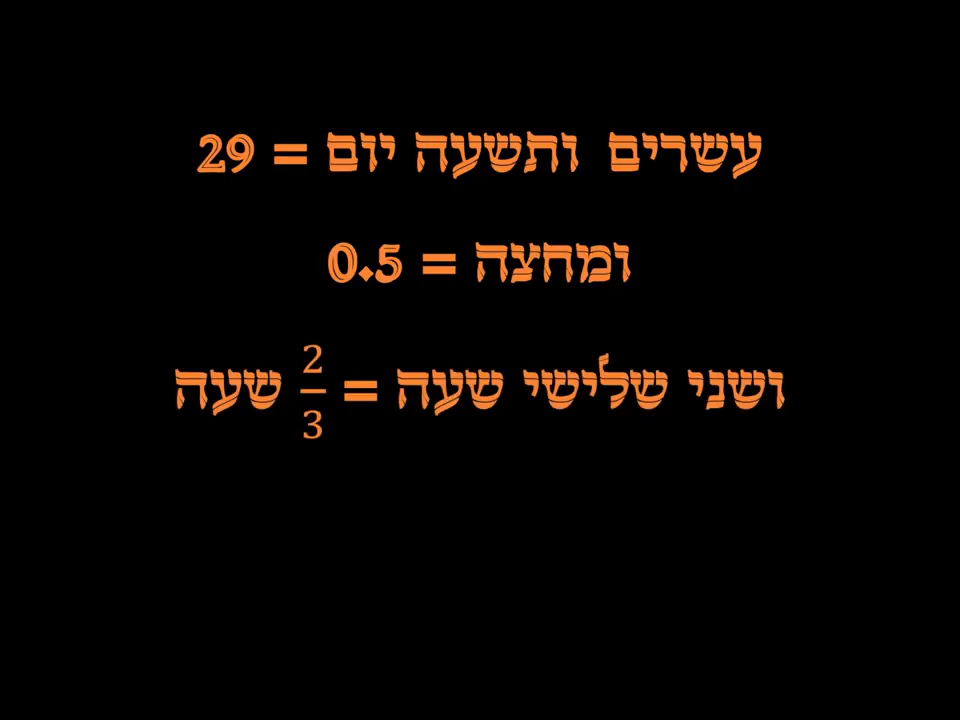 עשרים ותשעה יום = 29
ומחצה = 0.5
ושני שלישי שעה = 2/3 שעה